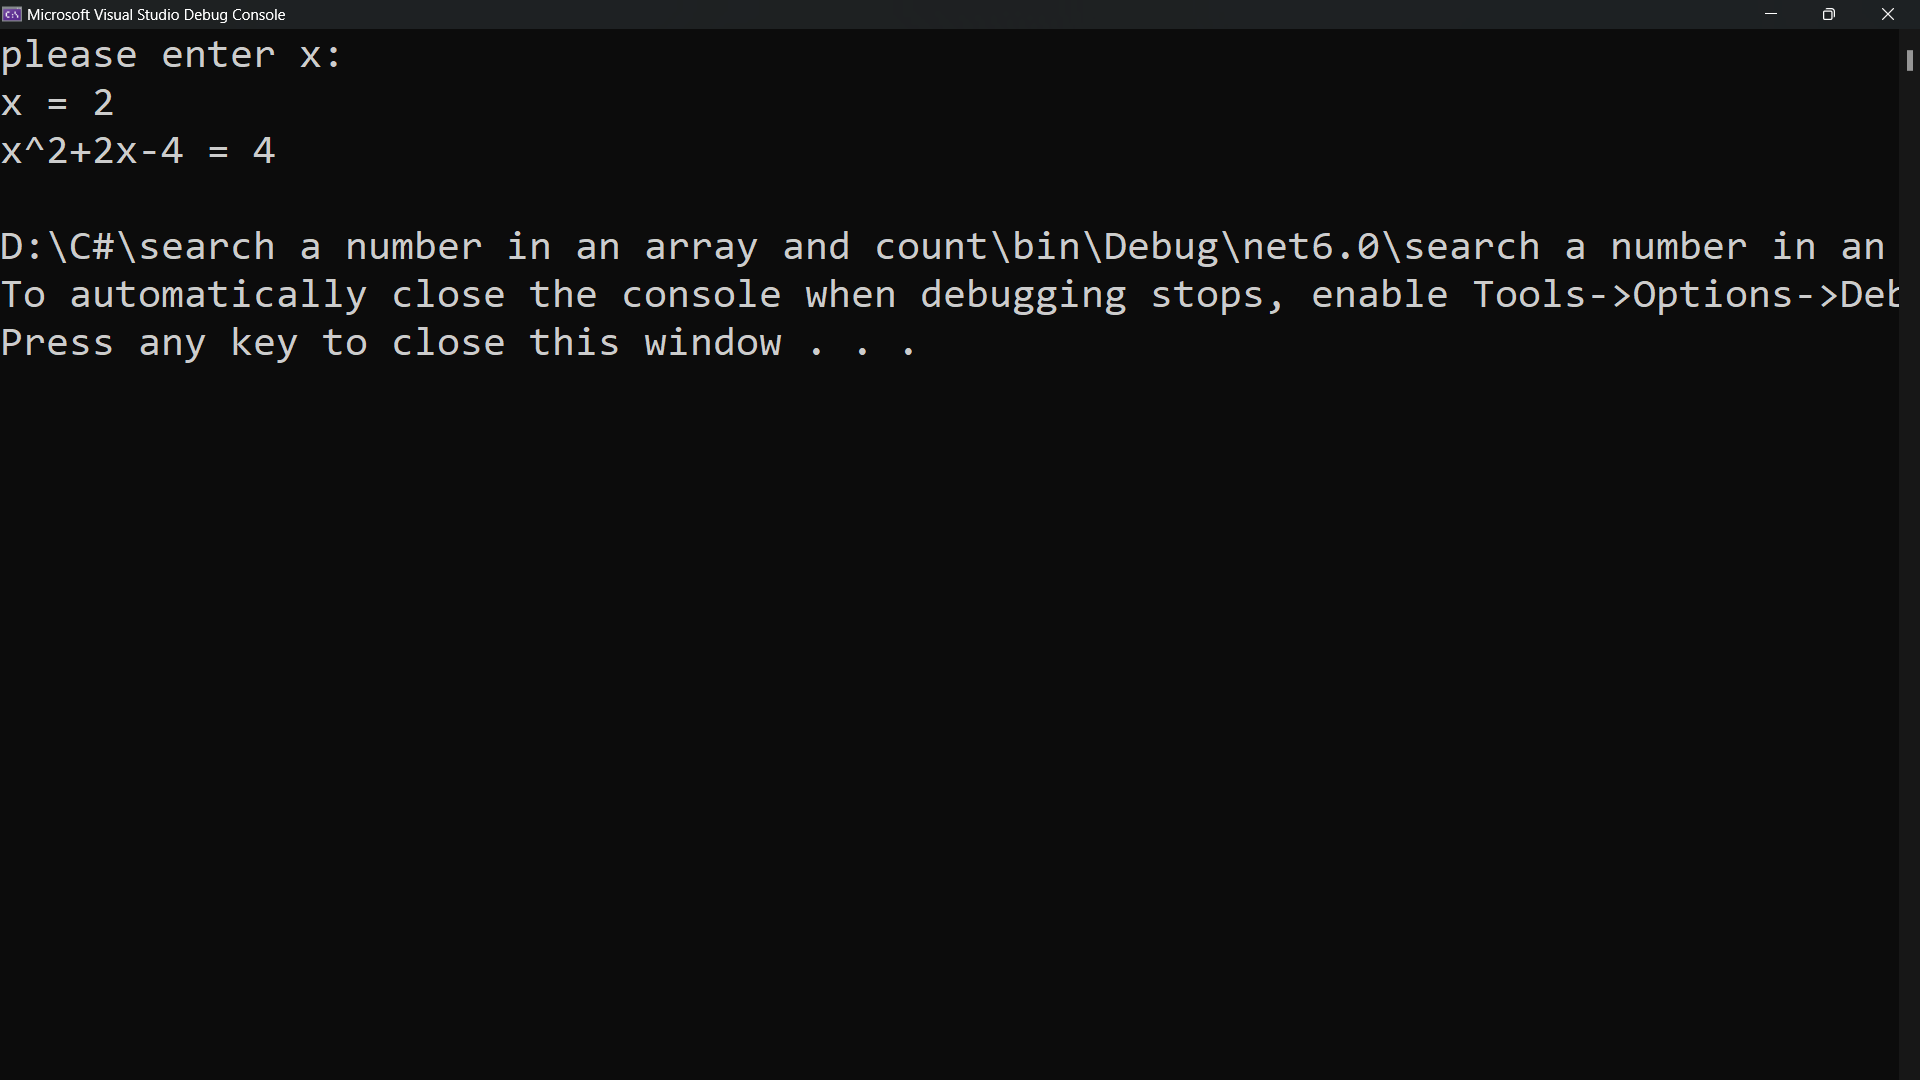 Microsoft Visual Studio Debug Console
please enter x:
x = 2
x^2+2x-4 = 4
D:\C#\search a number in an array and count\bin\Debug\net6.0\search a number in an
To automatically close the console when debugging stops, enable Tools->Options->Deb
Press any key to close this window . . .